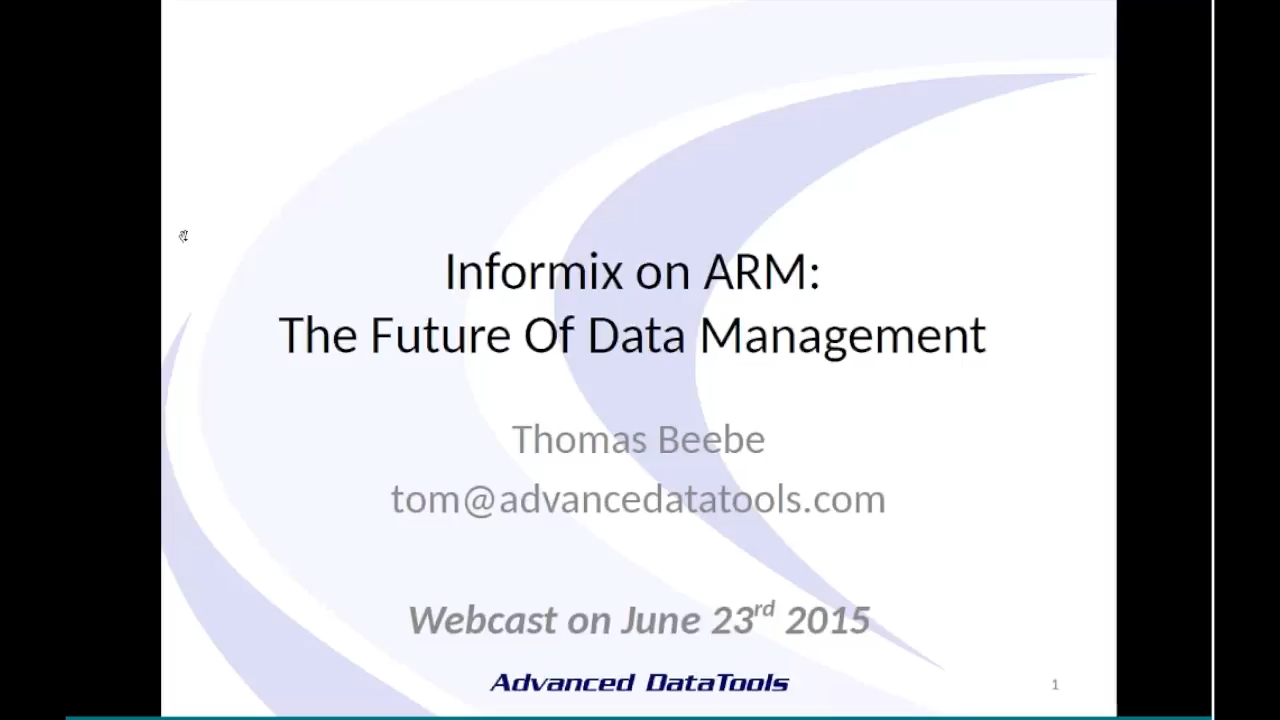 Informix on ARM:
The Future Of Data Management
Thomas Beebe
tom@advancedatatools.com
Webcast on June 23rd 2015
Advanced DataTools
1